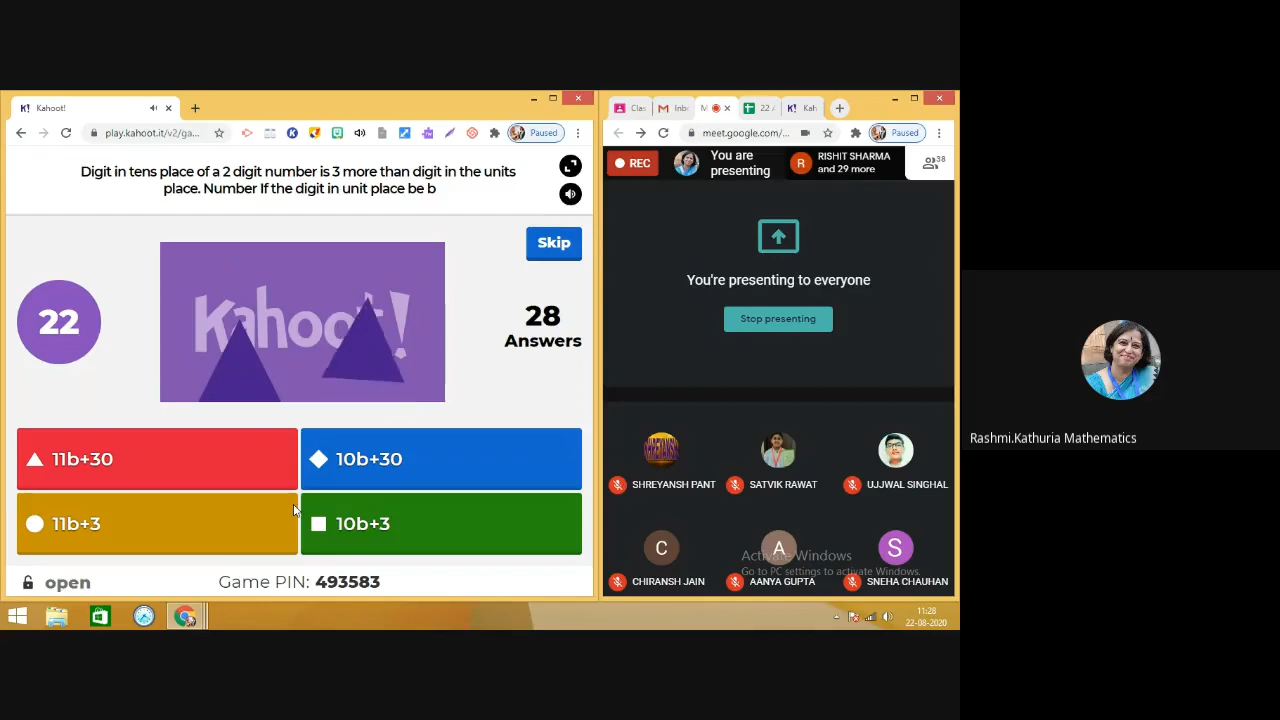 Kahoot!
play.kahoot.it/v2/ga...
Paused
Digit in tens place of a 2 digit number is 3 more than digit in the units
place. Number If the digit in unit place be b
Skip
22
Kahoot!
28
Answers
11b+30
10b+30
11b+3
10b+3
open
Game PIN: 493583
Clas
Inbo
M
22 /
Kah
meet.google.com/...
Paused
REC
You are
presenting
R
RISHIT SHARMA
and 29 more
38
You're presenting to everyone
Stop presenting
SHREYANSH PANT
SATVIK RAWAT
UJJWAL SINGHAL
C
A
S
Activate Windows
Go to PC settings to activate Windows.
CHIRANSH JAIN
AANYA GUPTA
SNEHA CHAUHAN
11:28
22-08-2020
Rashmi.Kathuria Mathematics